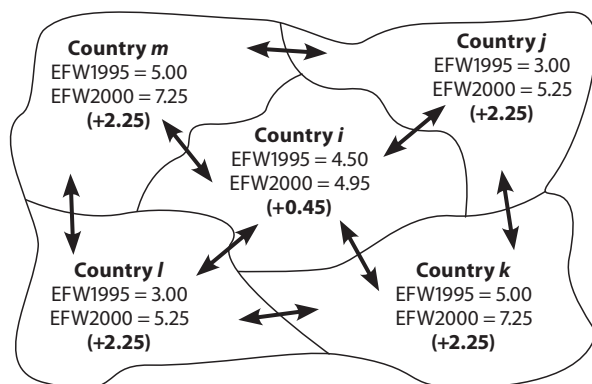 Country m
EFW1995 = 5.00
EFW2000 = 7.25
(+2.25)
Country j
EFW1995 = 3.00
EFW2000 = 5.25
(+2.25)
Country i
EFW1995 = 4.50
EFW2000 = 4.95
(+0.45)
Country l
EFW1995 = 3.00
EFW2000 = 5.25
(+2.25)
Country k
EFW1995 = 5.00
EFW2000 = 7.25
(+2.25)